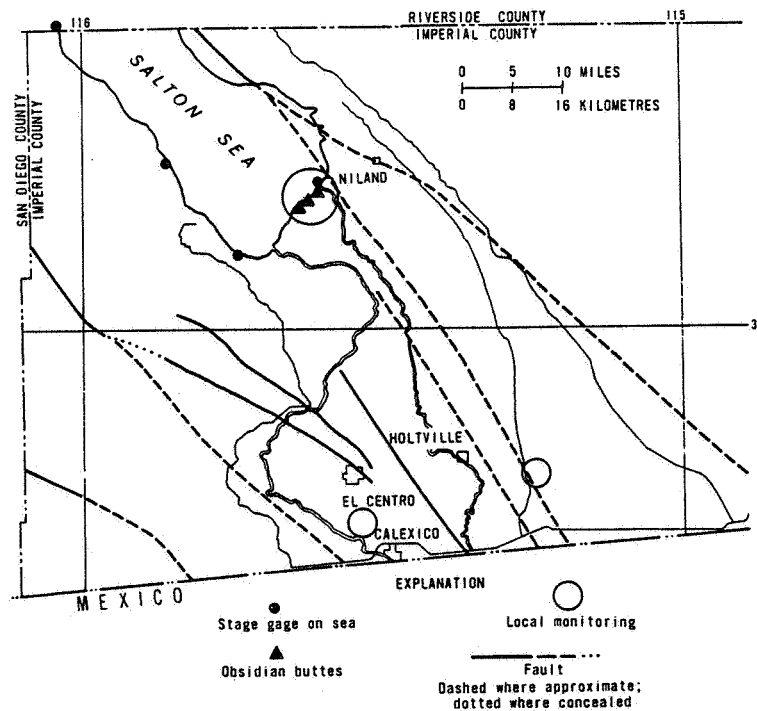 116
RIVERSIDE COUNTY
IMPERIAL COUNTY
115
0 5 10 MILES
0 8 16 KILOMETRES
SALTON SEA
SAN DIEGO COUNTY
IMPERIAL COUNTY
NILAND
3
HOLTVILLE
EL CENTRO
CALEXICO
MEXICO
EXPLANATION
Stage gage on sea
Local monitoring
Obsidian buttes
Fault
Dashed where approximate;
dotted where concealed